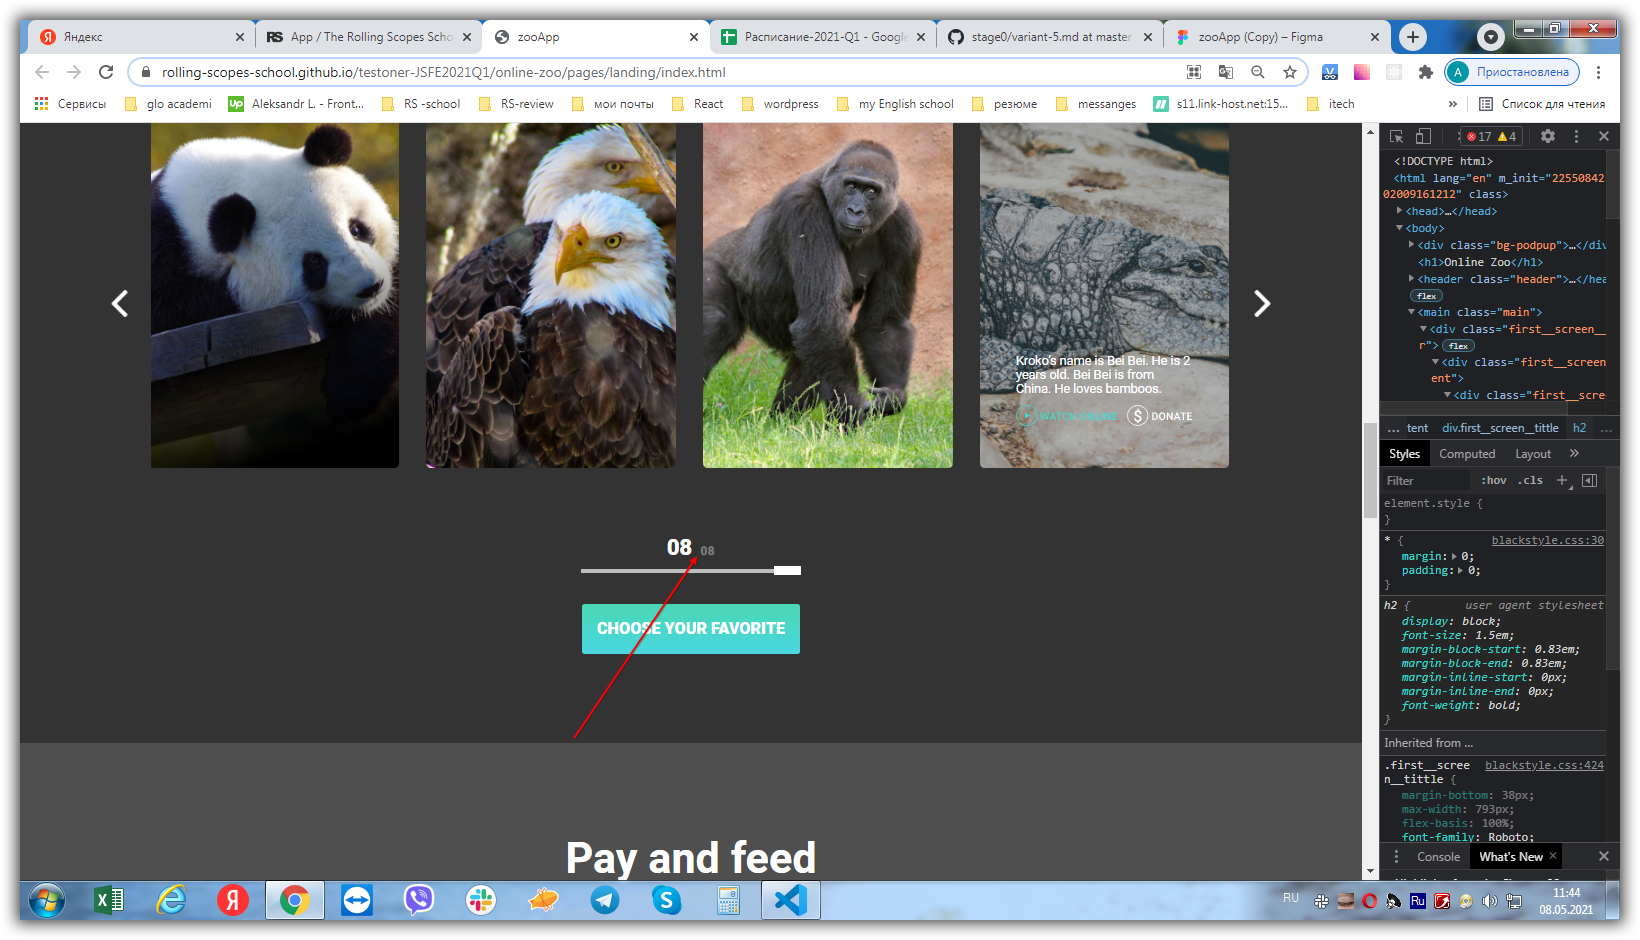 Яндекс
App / The Rolling Scopes Scho
zooApp
Расписание-2021-Q1 - Google
stage0/variant-5.md at master
zooApp (Copy) – Figma
rolling-scopes-school.github.io/testoner-JSFE2021Q1/online-zoo/pages/landing/index.html
A
Приостановлена
Сервисы
glo academi
Up
Aleksandr L. - Front...
RS -school
RS-review
мои почты
React
wordpress
my English school
резюме
messanges
s11.link-host.net:15...
itech
»
Список для чтения
Kroko's name is Bei Bei. He is 2
years old. Bei Bei is from
China. He loves bamboos.
WATCH ONLINE
DONATE
08 08
CHOOSE YOUR FAVORITE
Pay and feed
17 4
<!DOCTYPE html>
<html lang="en" m_init="22550842
02009161212" class>
<head>…</head>
<body>
<div class="bg-podpup">…</div
<h1>Online Zoo</h1>
<header class="header">…</hea
flex
<main class="main">
<div class="first__screen__
r"> flex
<div class="first__scree
ent">
<div class="first__scre
... tent div.first__screen__tittle h2 ...
Styles Computed Layout »
Filter :hov .cls +
element.style {
}
* { blackstyle.css:30
margin: 0;
padding: 0;
}
h2 { user agent stylesheet
display: block;
font-size: 1.5em;
margin-block-start: 0.83em;
margin-block-end: 0.83em;
margin-inline-start: 0px;
margin-inline-end: 0px;
font-weight: bold;
}
Inherited from ...
.first__scree blackstyle.css:424
n__tittle {
margin-bottom: 38px;
max-width: 793px;
flex-basis: 100%;
font-family: Roboto;
Console What's New ×
RU
Ru
11:44
08.05.2021